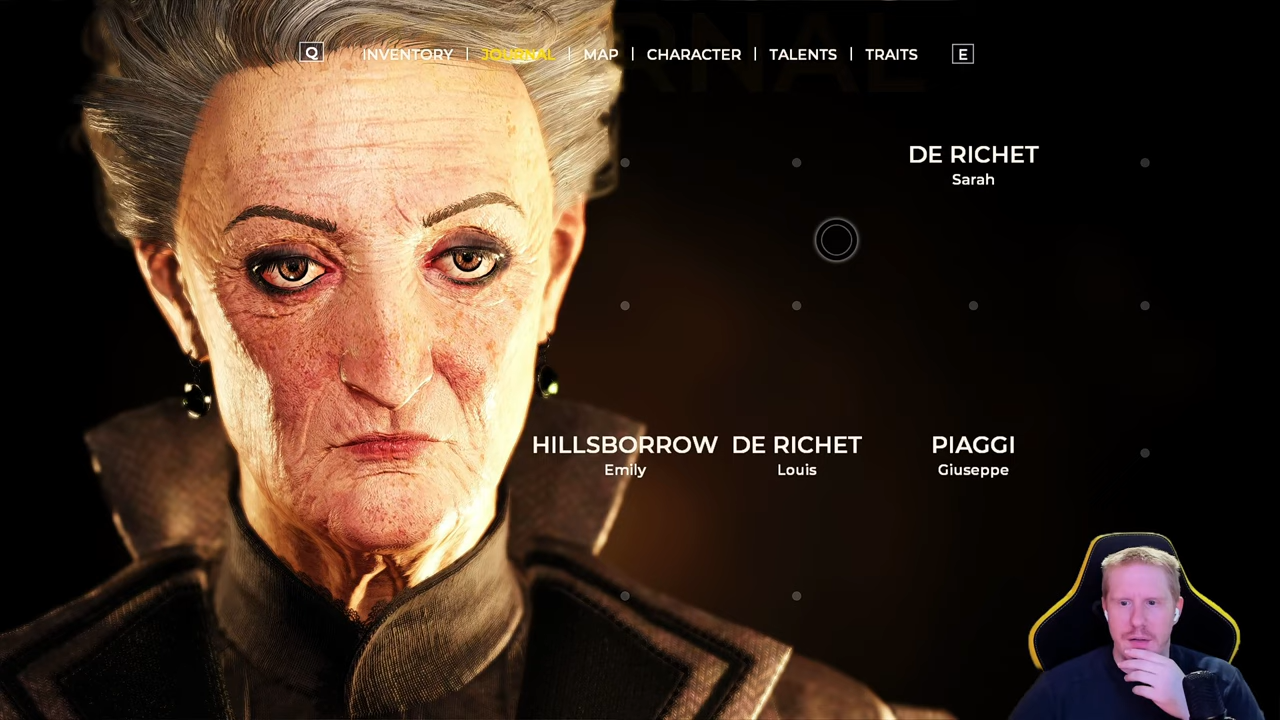 Q INVENTORY | JOURNAL | MAP | CHARACTER | TALENTS | TRAITS E
DE RICHET
Sarah
HILLSBORROW DE RICHET PIAGGI
Emily Louis Giuseppe